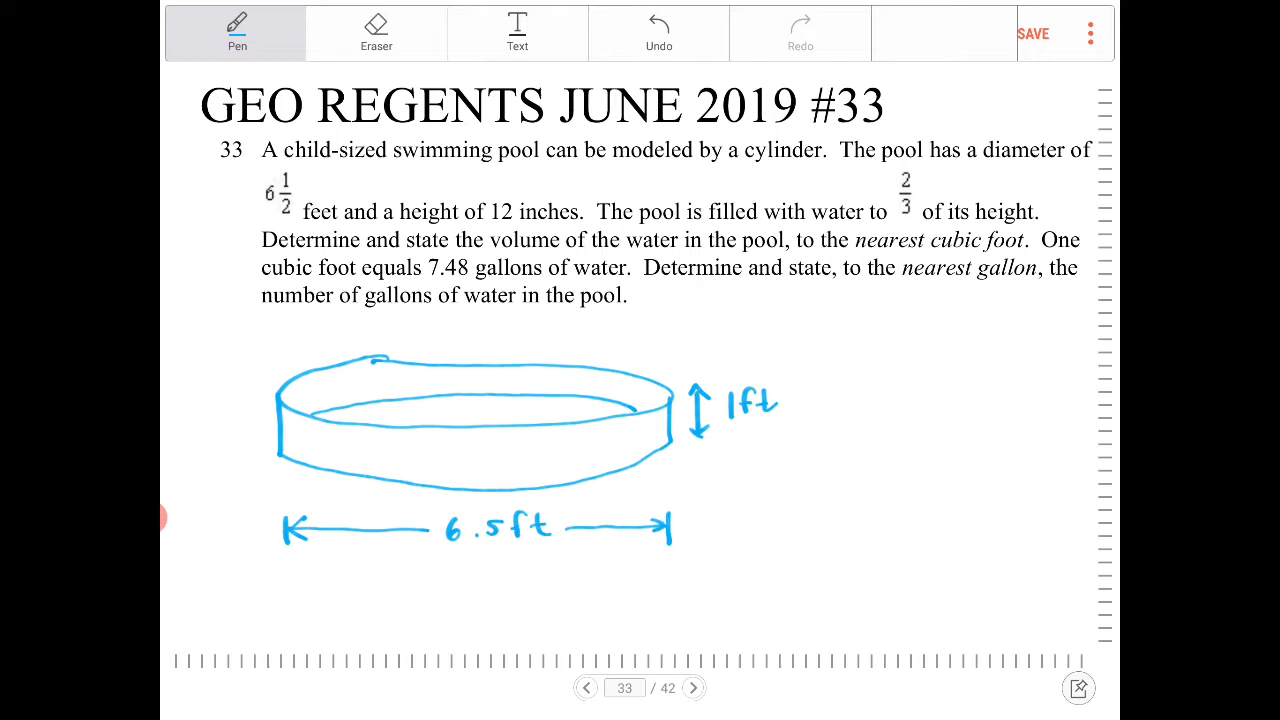 Pen Eraser Text Undo Redo SAVE
GEO REGENTS JUNE 2019 #33
33 A child-sized swimming pool can be modeled by a cylinder. The pool has a diameter of
6 1/2 feet and a height of 12 inches. The pool is filled with water to 2/3 of its height.
Determine and state the volume of the water in the pool, to the nearest cubic foot. One
cubic foot equals 7.48 gallons of water. Determine and state, to the nearest gallon, the
number of gallons of water in the pool.
1ft
6.5ft
33 / 42